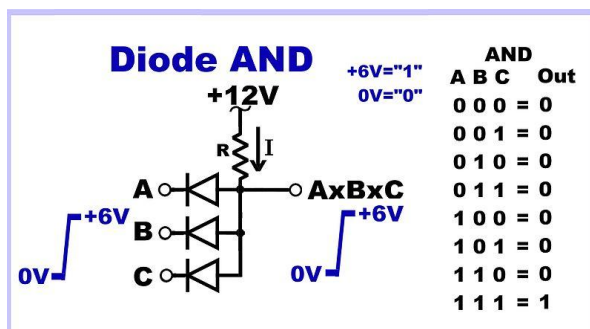 Diode AND
+12V
+6V="1"
0V="0"
R
I
A
AxBxC
B
C
+6V
0V
+6V
0V
AND
A B C Out
0 0 0 = 0
0 0 1 = 0
0 1 0 = 0
0 1 1 = 0
1 0 0 = 0
1 0 1 = 0
1 1 0 = 0
1 1 1 = 1